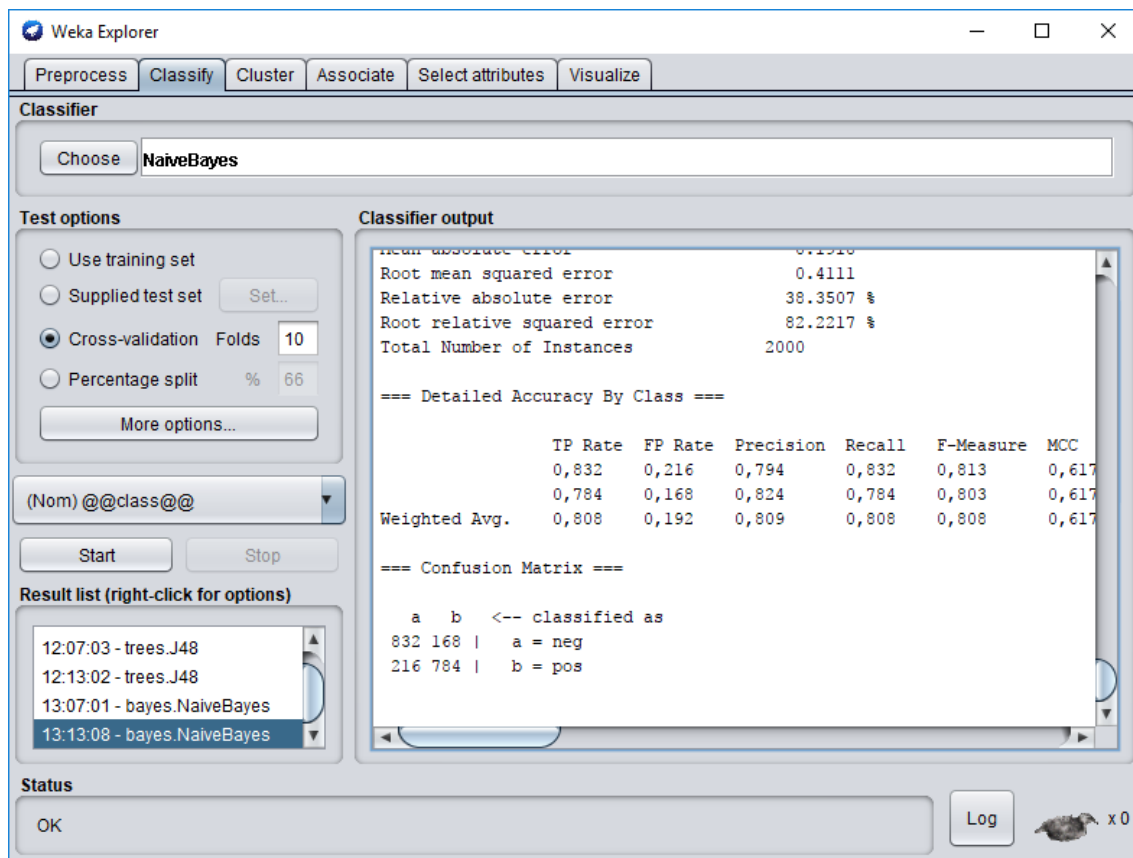 Weka Explorer
Preprocess Classify Cluster Associate Select attributes Visualize
Classifier
Choose NaiveBayes
Test options
Use training set
Supplied test set Set...
Cross-validation Folds 10
Percentage split % 66
More options...
(Nom) @@class@@
Start Stop
Result list (right-click for options)
12:07:03 - trees.J48
12:13:02 - trees.J48
13:07:01 - bayes.NaiveBayes
13:13:08 - bayes.NaiveBayes
Classifier output
Mean absolute error
Root mean squared error 0.4111
Relative absolute error 38.3507 %
Root relative squared error 82.2217 %
Total Number of Instances 2000
=== Detailed Accuracy By Class ===
TP Rate FP Rate Precision Recall F-Measure MCC
0,832 0,216 0,794 0,832 0,813 0,617
0,784 0,168 0,824 0,784 0,803 0,617
Weighted Avg. 0,808 0,192 0,809 0,808 0,808 0,617
=== Confusion Matrix ===
a b <-- classified as
832 168 | a = neg
216 784 | b = pos
Status
OK
Log
x 0